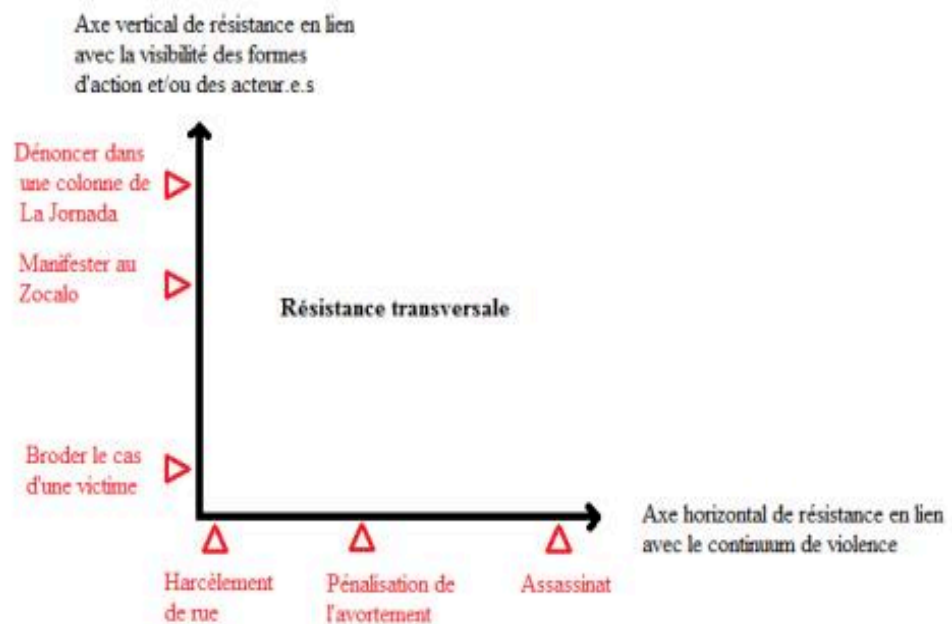 Axe vertical de résistance en lien
avec la visibilité des formes
d'action et/ou des acteur.e.s
Dénoncer dans
une colonne de
La Jornada
Manifester au
Zocalo
Résistance transversale
Broder le cas
d'une victime
Axe horizontal de résistance en lien
avec le continuum de violence
Harcèlement
de rue
Pénalisation de
l'avortement
Assassinat